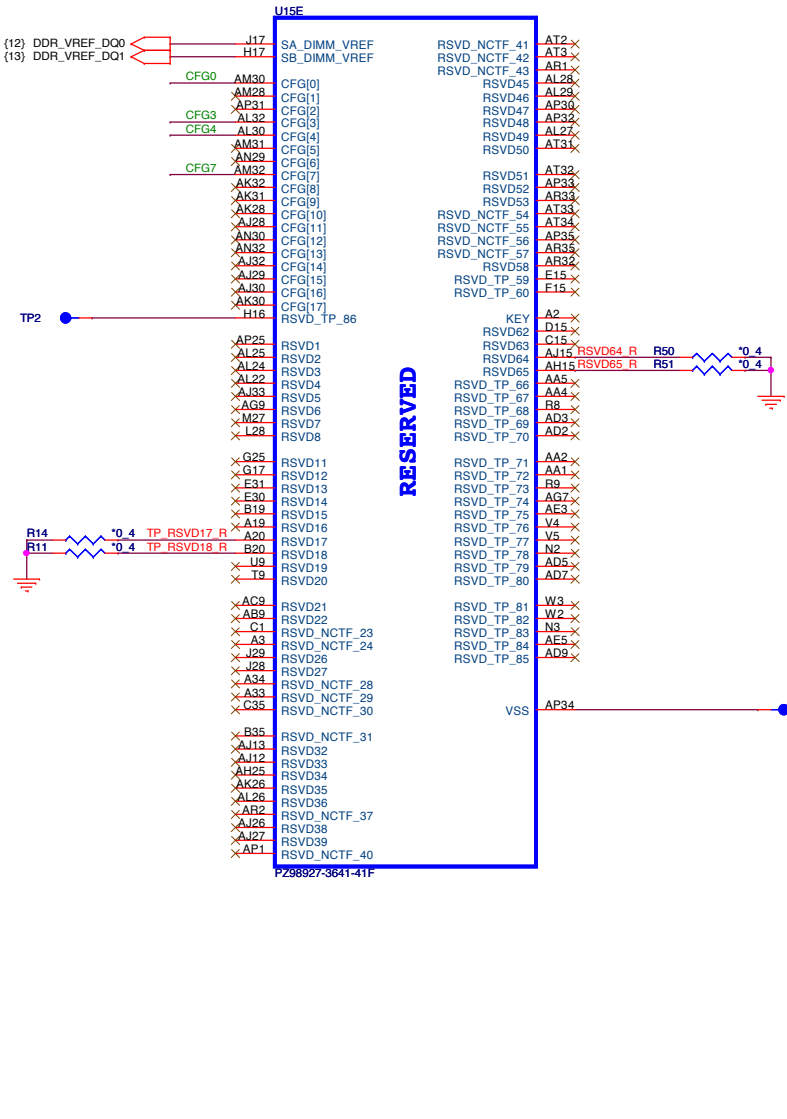 U15E
{12} DDR_VREF_DQ0 J17 SA_DIMM_VREF
{13} DDR_VREF_DQ1 H17 SB_DIMM_VREF
CFG0 AM30 CFG[0]
AM28 CFG[1]
AP31 CFG[2]
CFG3 AL32 CFG[3]
CFG4 AL30 CFG[4]
AM31 CFG[5]
AN29 CFG[6]
CFG7 AM32 CFG[7]
AK32 CFG[8]
AK31 CFG[9]
AK28 CFG[10]
AJ28 CFG[11]
AN30 CFG[12]
AN32 CFG[13]
AJ32 CFG[14]
AJ29 CFG[15]
AJ30 CFG[16]
AK30 CFG[17]
TP2 H16 RSVD_TP_86
AP25 RSVD1
AL25 RSVD2
AL24 RSVD3
AL22 RSVD4
AJ33 RSVD5
AG9 RSVD6
M27 RSVD7
L28 RSVD8
G25 RSVD11
G17 RSVD12
E31 RSVD13
E30 RSVD14
B19 RSVD15
A19 RSVD16
R14 *0_4 TP_RSVD17_R A20 RSVD17
R11 *0_4 TP_RSVD18_R B20 RSVD18
U9 RSVD19
T9 RSVD20
AC9 RSVD21
AB9 RSVD22
C1 RSVD_NCTF_23
A3 RSVD_NCTF_24
J29 RSVD26
J28 RSVD27
A34 RSVD_NCTF_28
A33 RSVD_NCTF_29
C35 RSVD_NCTF_30
B35 RSVD_NCTF_31
AJ13 RSVD32
AJ12 RSVD33
AH25 RSVD34
AK26 RSVD35
AL26 RSVD36
AR2 RSVD_NCTF_37
AJ26 RSVD38
AJ27 RSVD39
AP1 RSVD_NCTF_40
RESERVED
RSVD_NCTF_41 AT2
RSVD_NCTF_42 AT3
RSVD_NCTF_43 AR1
RSVD45 AL28
RSVD46 AL29
RSVD47 AP30
RSVD48 AP32
RSVD49 AL27
RSVD50 AT31
RSVD51 AT32
RSVD52 AP33
RSVD53 AR33
RSVD_NCTF_54 AT33
RSVD_NCTF_55 AT34
RSVD_NCTF_56 AP35
RSVD_NCTF_57 AR35
RSVD58 AR32
RSVD_TP_59 E15
RSVD_TP_60 F15
KEY A2
RSVD62 D15
RSVD63 C15
RSVD64 AJ15 RSVD64_R R50 *0_4
RSVD65 AH15 RSVD65_R R51 *0_4
RSVD_TP_66 AA5
RSVD_TP_67 AA4
RSVD_TP_68 R8
RSVD_TP_69 AD3
RSVD_TP_70 AD2
RSVD_TP_71 AA2
RSVD_TP_72 AA1
RSVD_TP_73 R9
RSVD_TP_74 AG7
RSVD_TP_75 AE3
RSVD_TP_76 V4
RSVD_TP_77 V5
RSVD_TP_78 N2
RSVD_TP_79 AD5
RSVD_TP_80 AD7
RSVD_TP_81 W3
RSVD_TP_82 W2
RSVD_TP_83 N3
RSVD_TP_84 AE5
RSVD_TP_85 AD9
VSS AP34
PZ98927-3641-41F